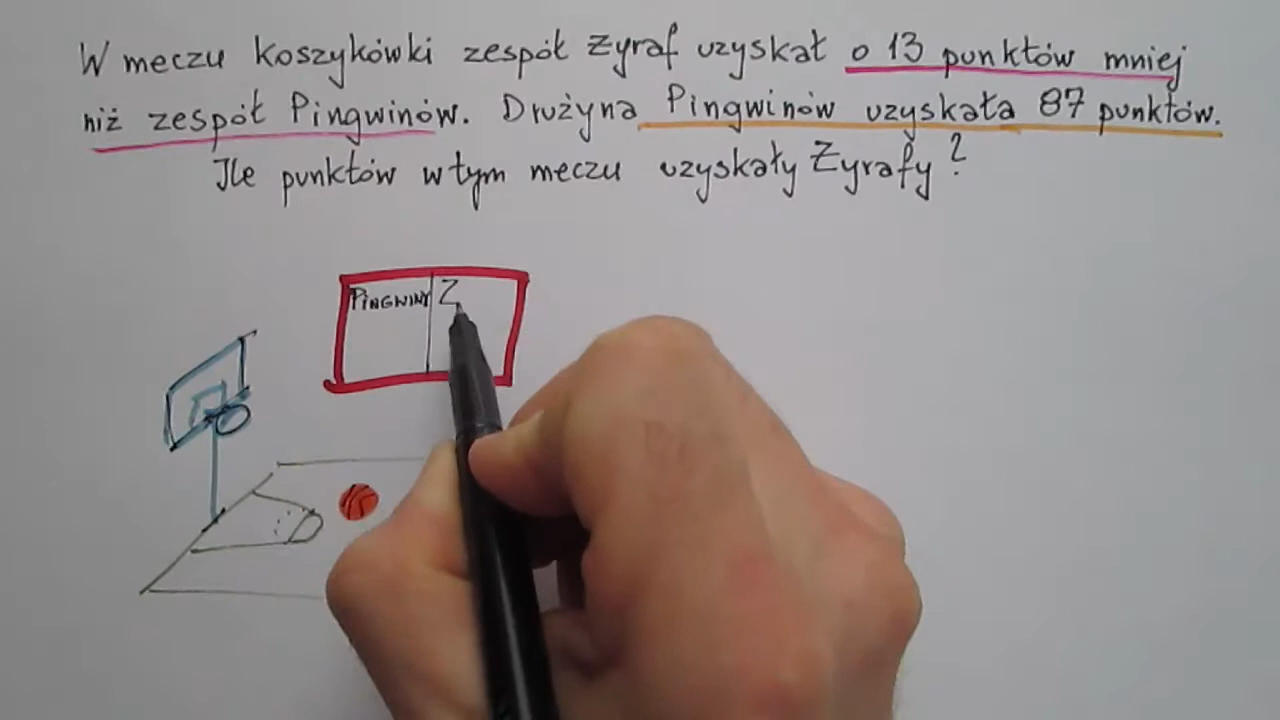 W meczu koszykówki zespół Żyraf uzyskał o 13 punktów mniej
niż zespół Pingwinów. Drużyna Pingwinów uzyskała 87 punktów.
Ile punktów w tym meczu uzyskały Żyrafy?
PINGWINY Z